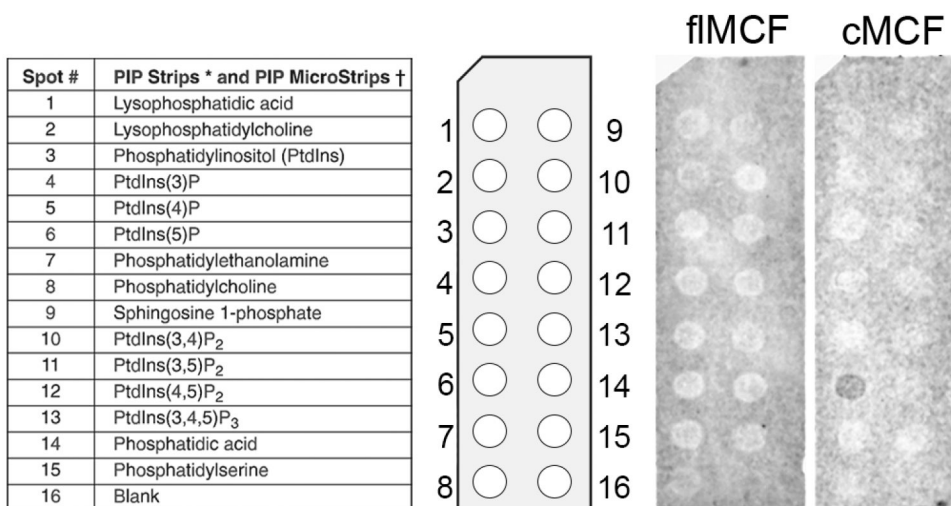 flMCF cMCF
Spot # PIP Strips * and PIP MicroStrips †
1 Lysophosphatidic acid
2 Lysophosphatidylcholine
3 Phosphatidylinositol (PtdIns)
4 PtdIns(3)P
5 PtdIns(4)P
6 PtdIns(5)P
7 Phosphatidylethanolamine
8 Phosphatidylcholine
9 Sphingosine 1-phosphate
10 PtdIns(3,4)P₂
11 PtdIns(3,5)P₂
12 PtdIns(4,5)P₂
13 PtdIns(3,4,5)P₃
14 Phosphatidic acid
15 Phosphatidylserine
16 Blank
1 9
2 10
3 11
4 12
5 13
6 14
7 15
8 16